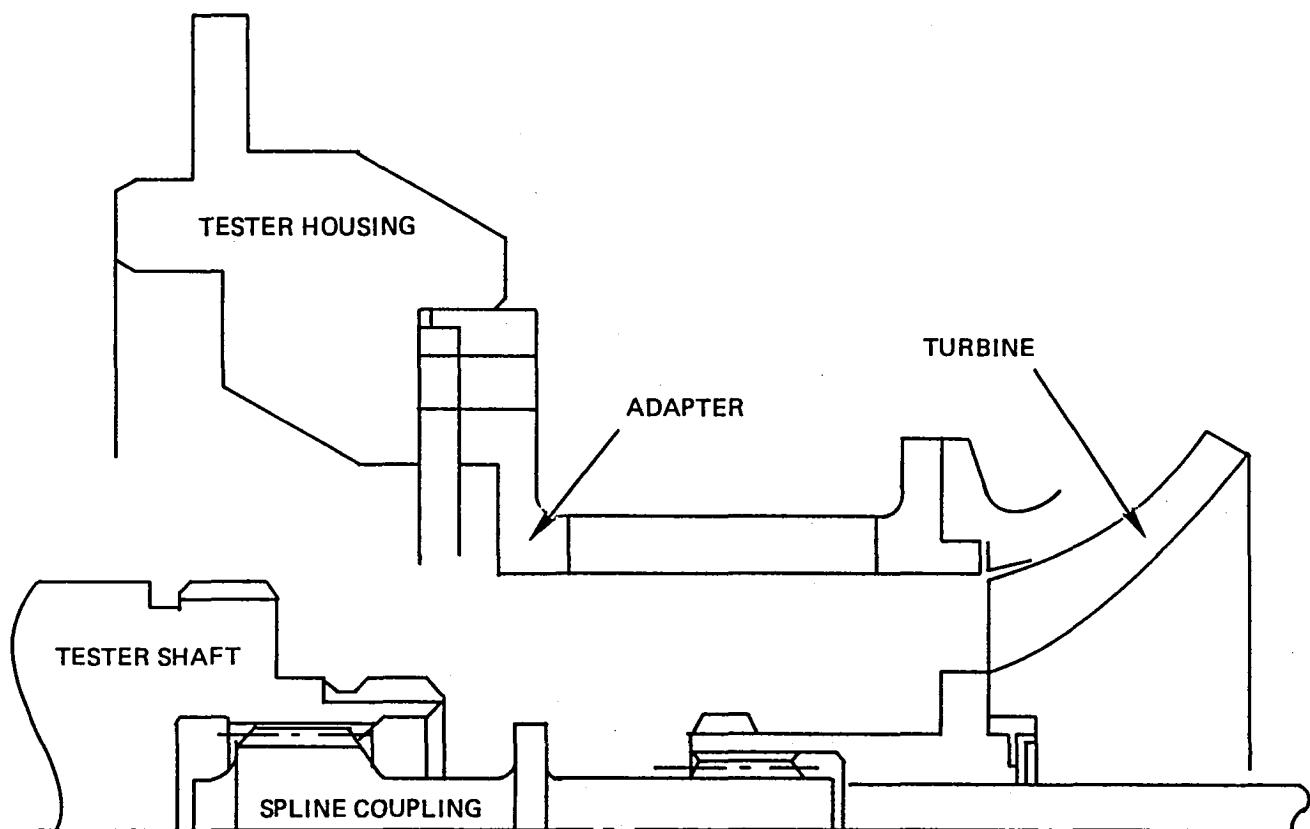 TESTER HOUSING
TURBINE
ADAPTER
TESTER SHAFT
SPLINE COUPLING